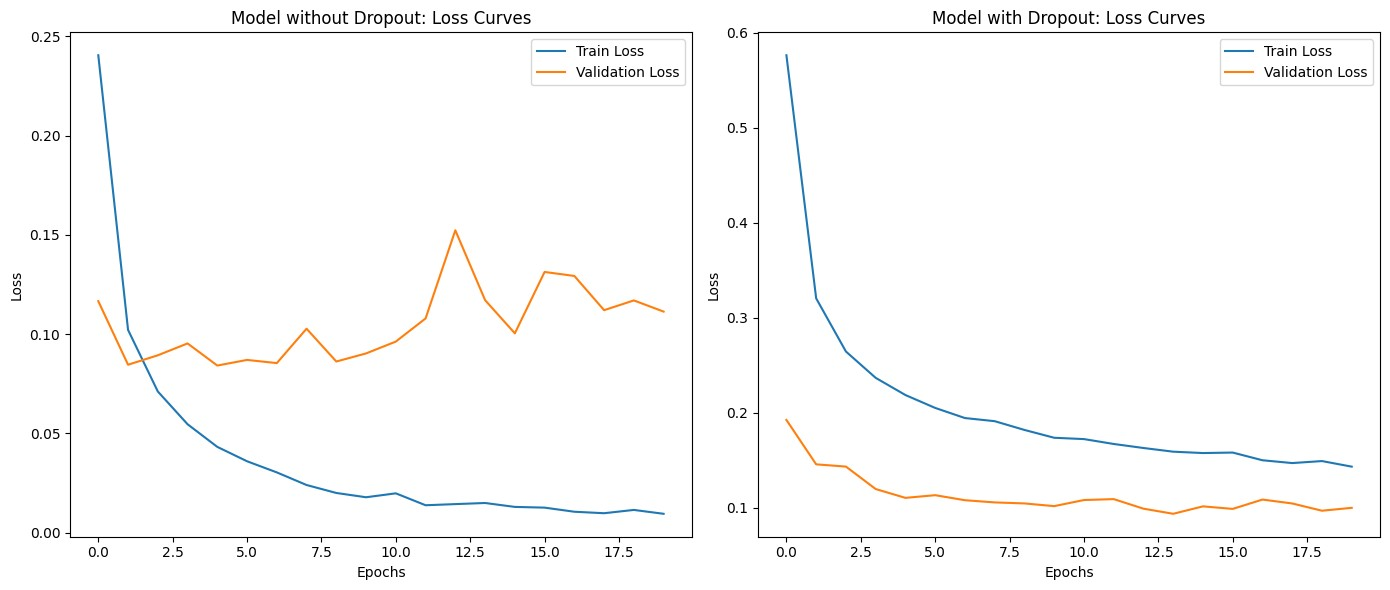 Model without Dropout: Loss Curves
Train Loss
Validation Loss
0.25
0.20
0.15
0.10
0.05
0.00
Loss
0.0 2.5 5.0 7.5 10.0 12.5 15.0 17.5
Epochs
Model with Dropout: Loss Curves
Train Loss
Validation Loss
0.6
0.5
0.4
0.3
0.2
0.1
Loss
0.0 2.5 5.0 7.5 10.0 12.5 15.0 17.5
Epochs